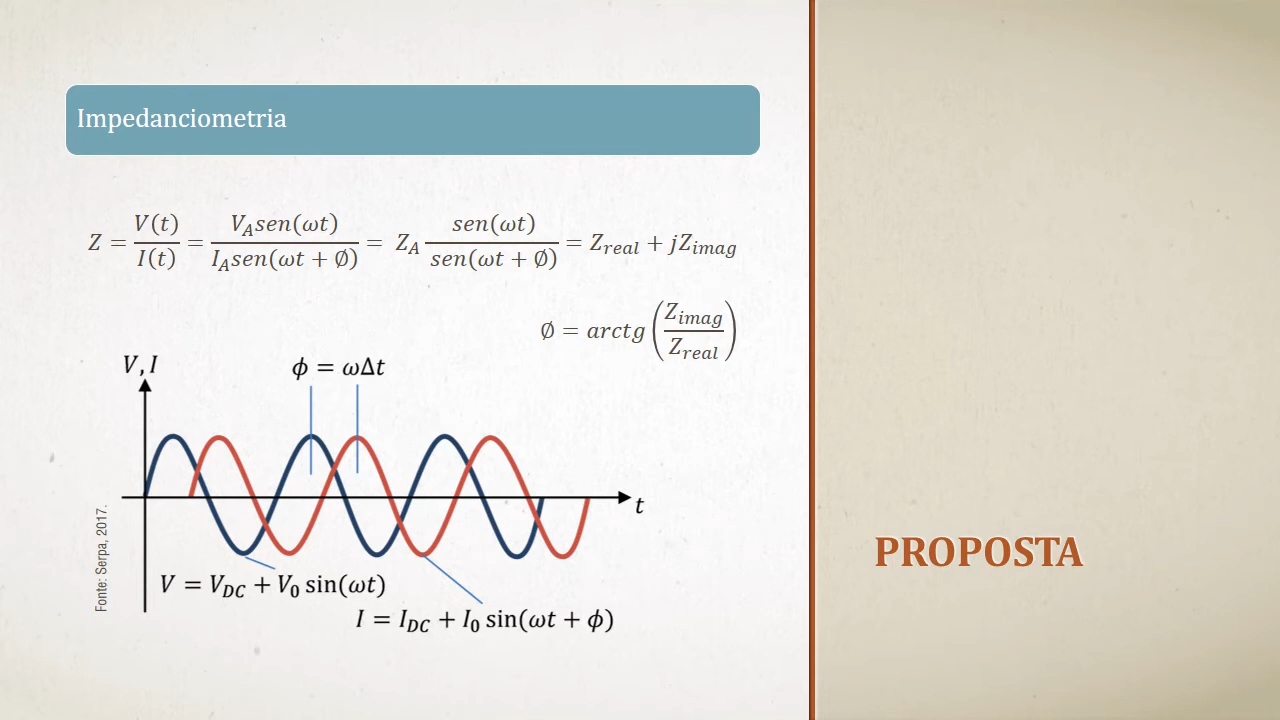 Impedanciometria
Z = V(t)/I(t) = V_A sen(ωt)/I_A sen(ωt + ∅) = Z_A sen(ωt)/sen(ωt + ∅) = Z_real + jZ_imag
∅ = arctg (Z_imag/Z_real)
V, I
ϕ = ωΔt
t
Fonte: Serpa, 2017.
V = V_DC + V_0 sin(ωt)
I = I_DC + I_0 sin(ωt + ϕ)
PROPOSTA